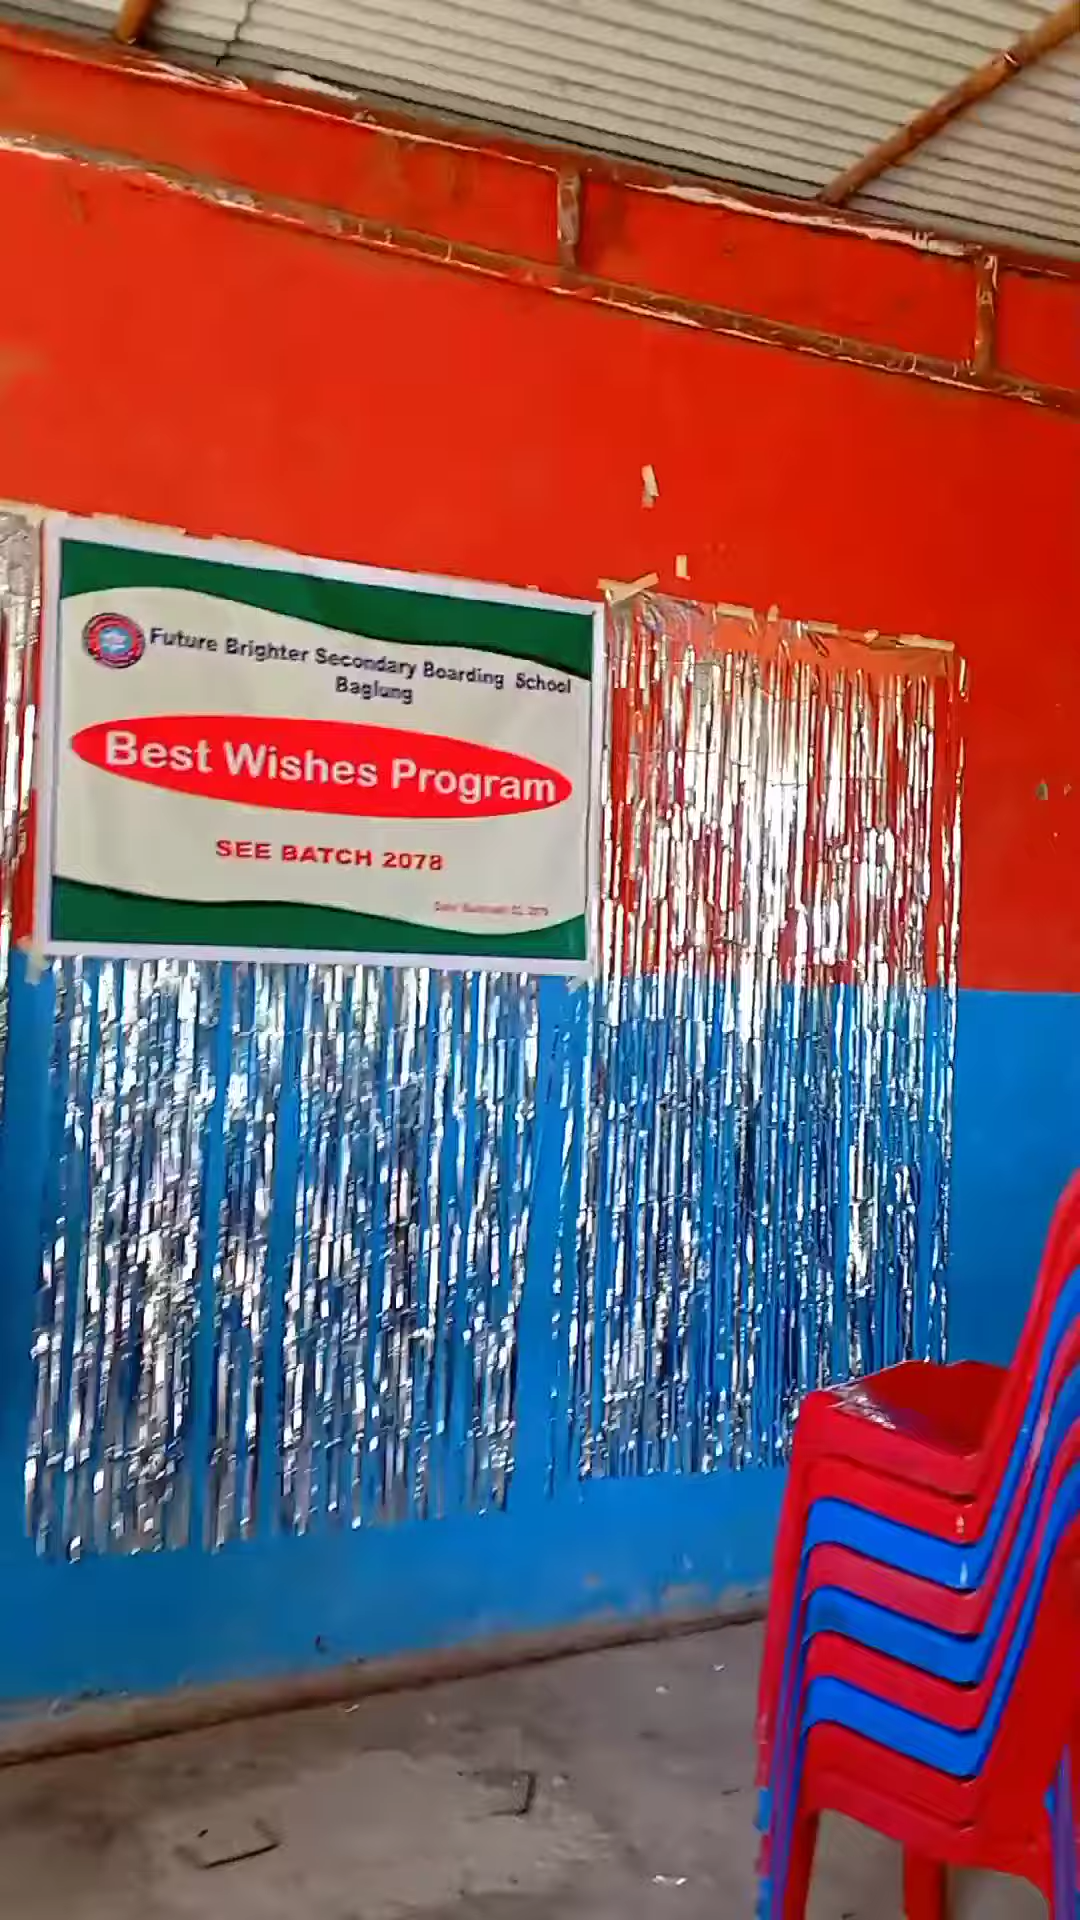 Future Brighter Secondary Boarding School
Baglung
Best Wishes Program
SEE BATCH 2078